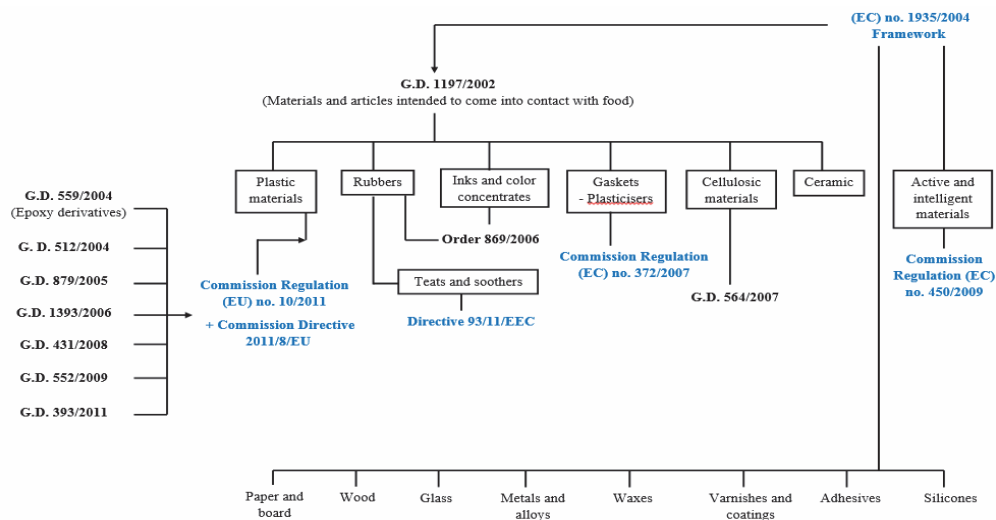 (EC) no. 1935/2004
Framework
G.D. 1197/2002
(Materials and articles intended to come into contact with food)
Plastic
materials
Rubbers
Inks and color
concentrates
Gaskets
- Plasticisers
Cellulosic
materials
Ceramic
Active and
intelligent
materials
G.D. 559/2004
(Epoxy derivatives)
G. D. 512/2004
G.D. 879/2005
G.D. 1393/2006
G.D. 431/2008
G.D. 552/2009
G.D. 393/2011
Commission Regulation
(EU) no. 10/2011
+ Commission Directive
2011/8/EU
Order 869/2006
Teats and soothers
Directive 93/11/EEC
Commission Regulation
(EC) no. 372/2007
G.D. 564/2007
Commission
Regulation (EC)
no. 450/2009
Paper and
board
Wood
Glass
Metals and
alloys
Waxes
Varnishes and
coatings
Adhesives
Silicones